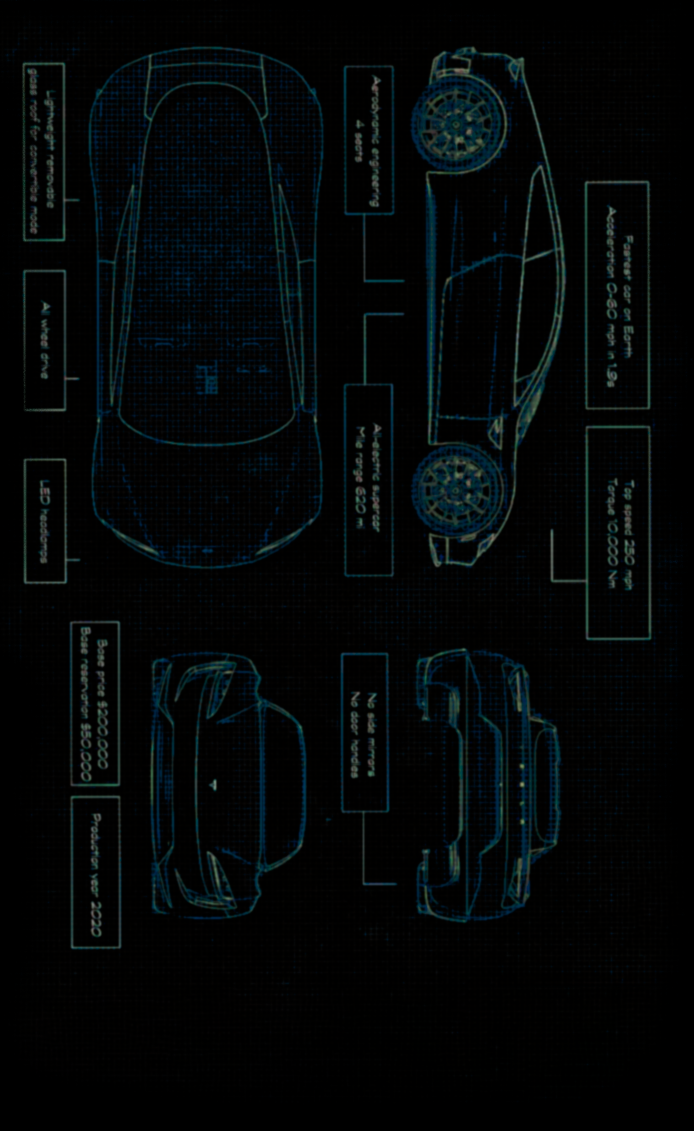 Fastest car on Earth
Acceleration 0-60 mph in 1.9s
Top speed 250 mph
Torque 10,000 Nm
Aerodynamic engineering
4 seats
All-electric supercar
Mile range 620 mi
Lightweight removable
glass roof for convertible mode
All wheel drive
LED headlamps
No side mirrors
No door handles
Base price $200,000
Base reservation $50,000
Production year 2020